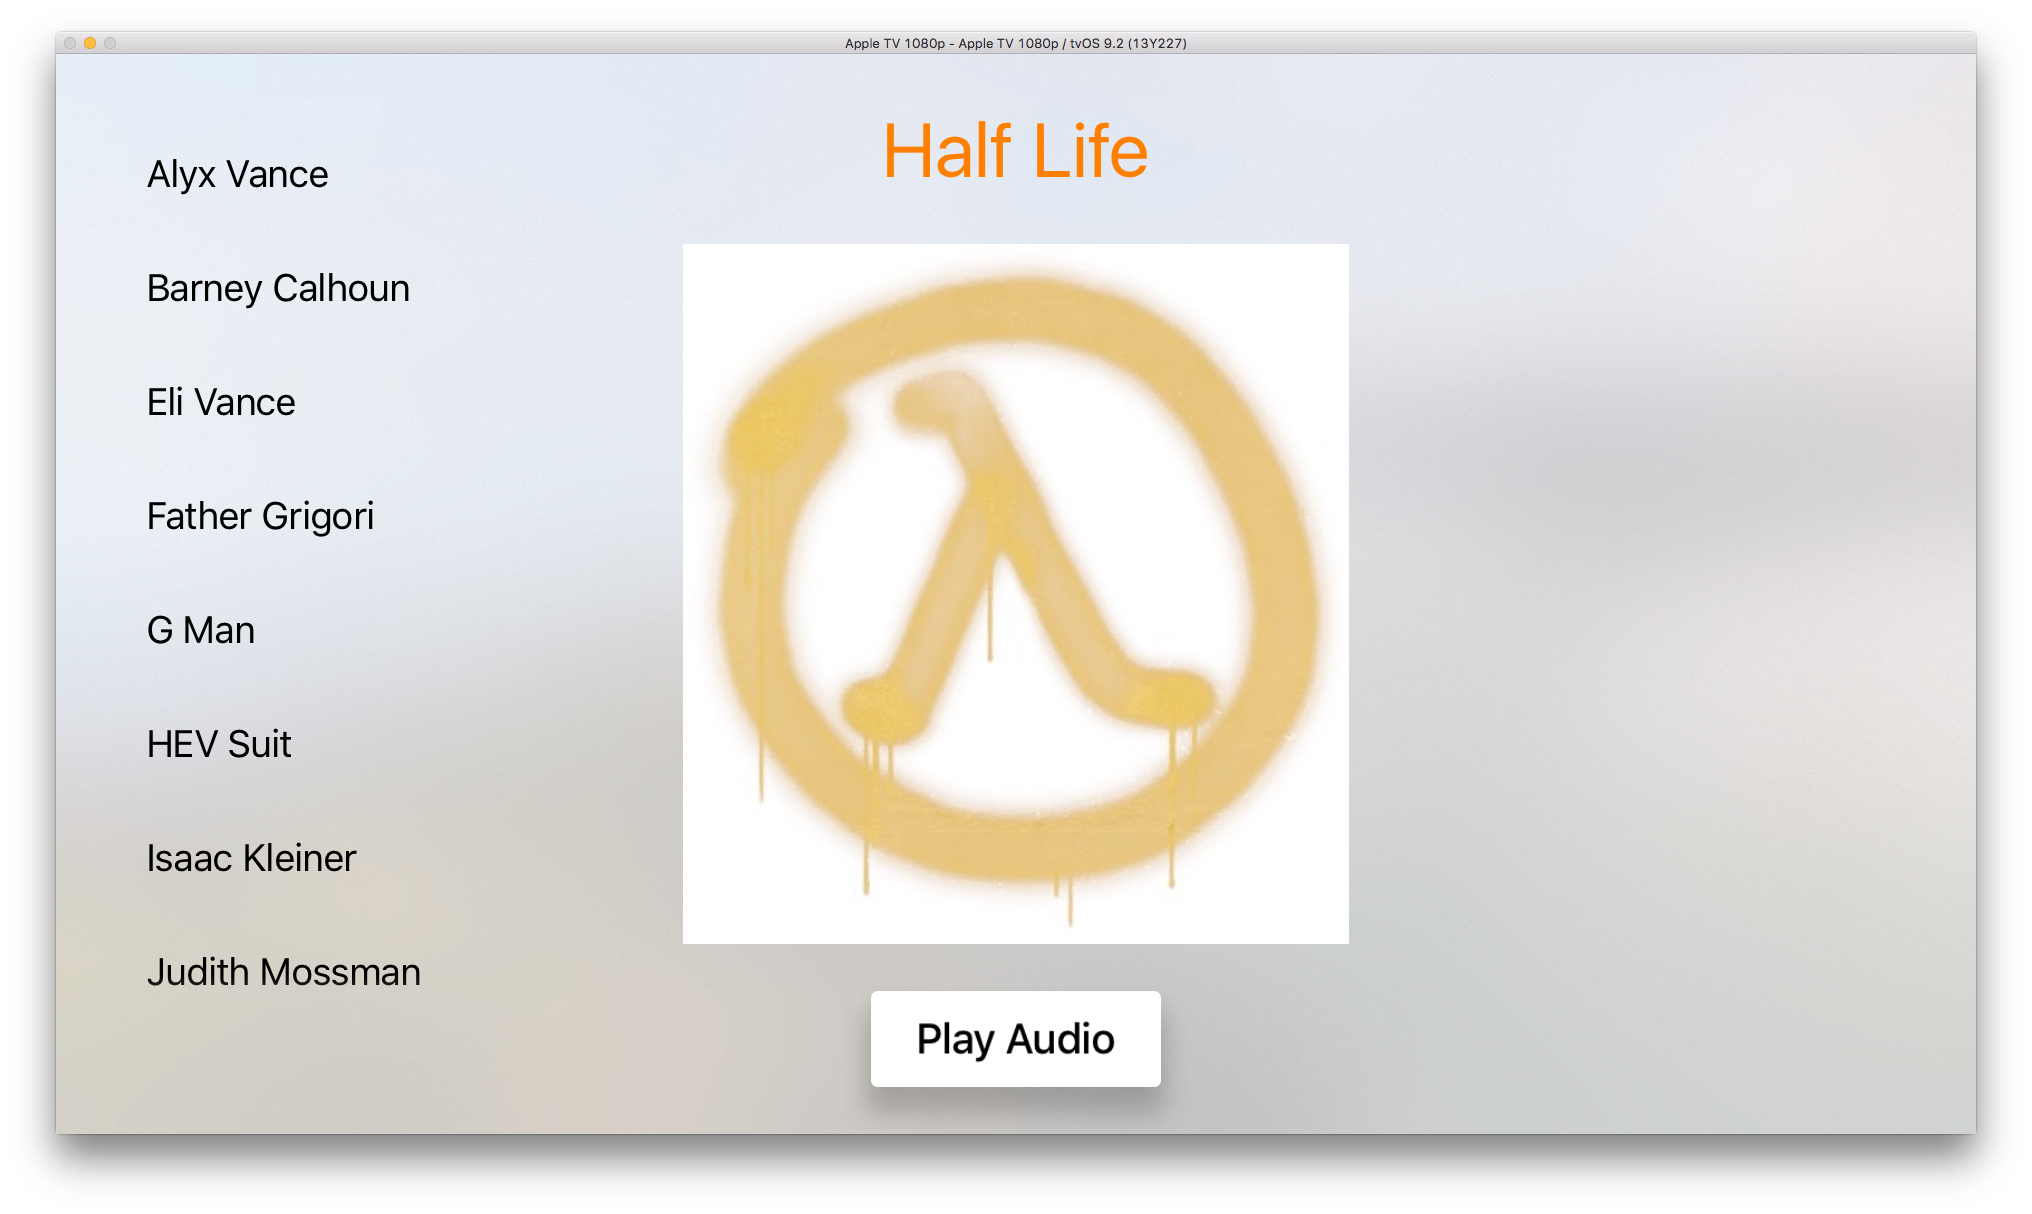 Apple TV 1080p - Apple TV 1080p / tvOS 9.2 (13Y227)
Half Life
Alyx Vance
Barney Calhoun
Eli Vance
Father Grigori
G Man
HEV Suit
Isaac Kleiner
Judith Mossman
Play Audio